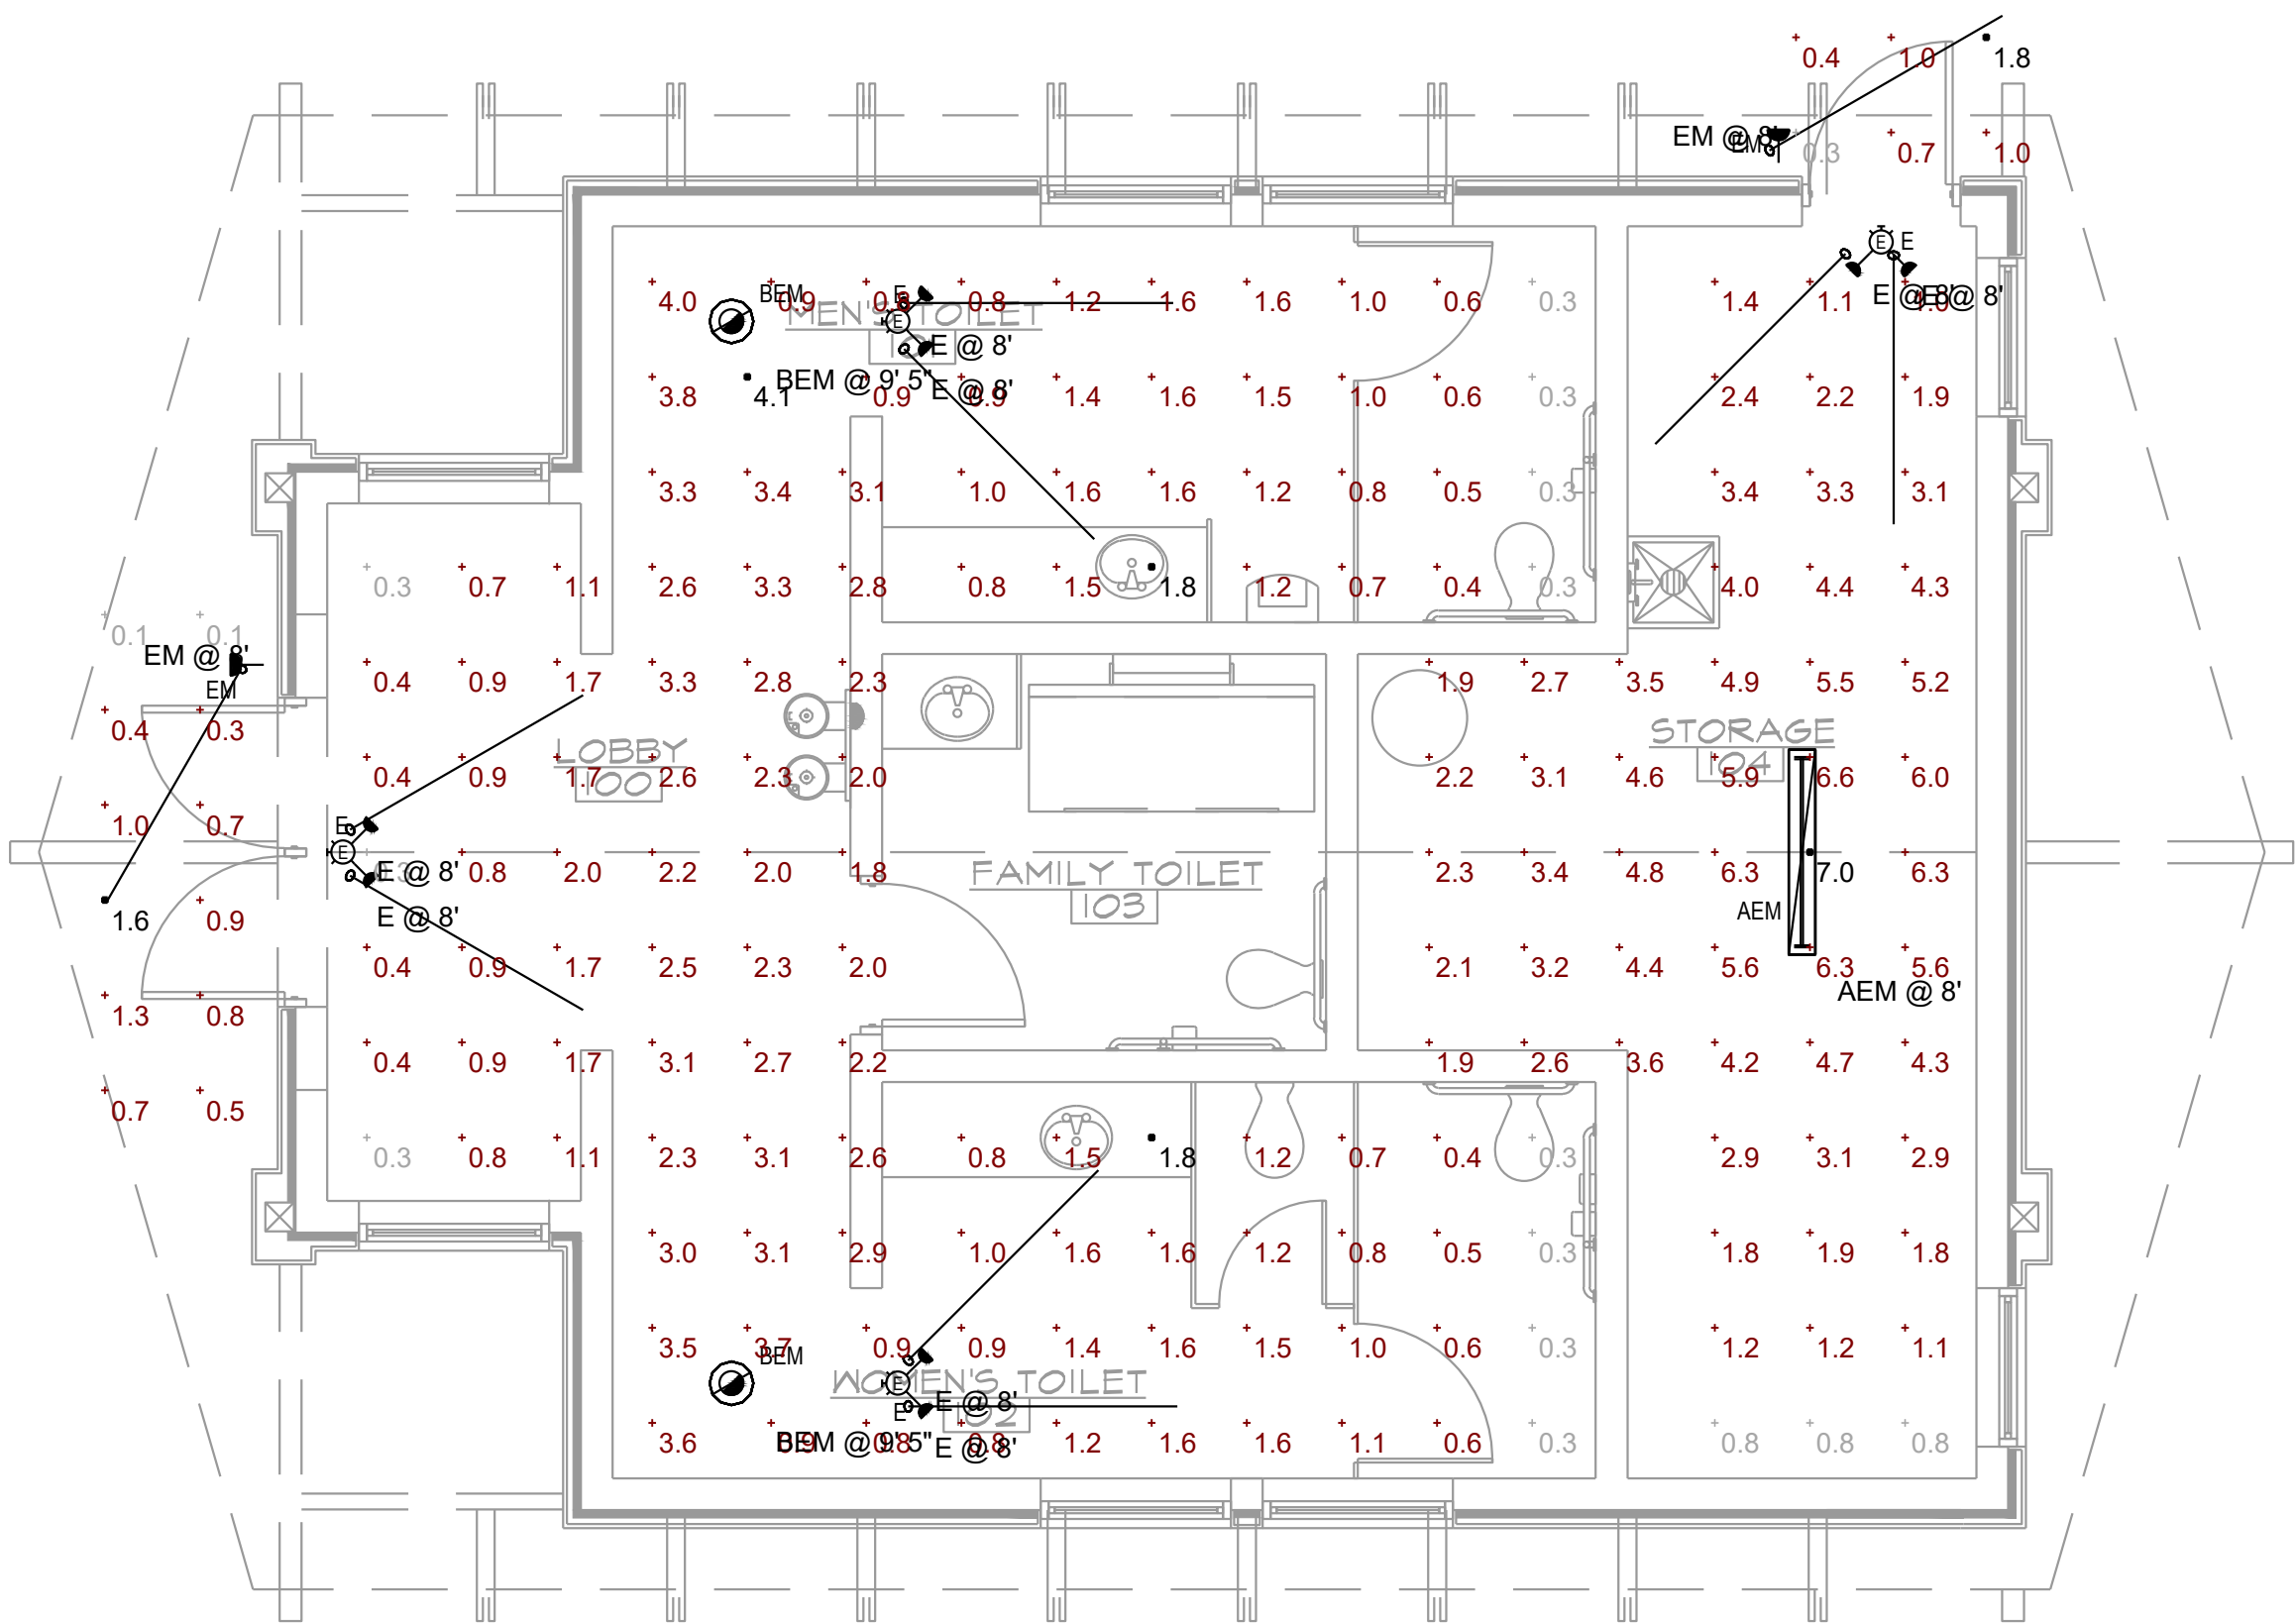 0.4 1.0 1.8
EM @ 8' EM 0.3 0.7 1.0
E
4.0 BEM 0.9 0.8 E 0.8 1.2 1.6 1.6 1.0 0.6 0.3 1.4 1.1 E @ 8' E @ 8'
MEN'S TOILET
101
E E @ 8'
3.8 4.1 BEM @ 9' 5" 0.9 E @ 8' 0.9 1.4 1.6 1.5 1.0 0.6 0.3 2.4 2.2 1.9
3.3 3.4 3.1 1.0 1.6 1.6 1.2 0.8 0.5 0.3 3.4 3.3 3.1
0.3 0.7 1.1 2.6 3.3 2.8 0.8 1.5 1.8 1.2 0.7 0.4 0.3 4.0 4.4 4.3
0.1 0.1
EM @ 8'
EM
0.4 0.9 1.7 3.3 2.8 2.3 1.9 2.7 3.5 4.9 5.5 5.2
0.4 0.3
LOBBY
100
STORAGE
104
0.4 0.9 1.7 2.6 2.3 2.0 2.2 3.1 4.6 5.9 6.6 6.0
1.0 0.7
E
E
0.3 E @ 8' 0.8 2.0 2.2 2.0 1.8 2.3 3.4 4.8 6.3 7.0 6.3
FAMILY TOILET
103
AEM
1.6 0.9 E @ 8'
0.4 0.9 1.7 2.5 2.3 2.0 2.1 3.2 4.4 5.6 6.3 5.6
AEM @ 8'
1.3 0.8
0.4 0.9 1.7 3.1 2.7 2.2 1.9 2.6 3.6 4.2 4.7 4.3
0.7 0.5
0.3 0.8 1.1 2.3 3.1 2.6 0.8 1.5 1.8 1.2 0.7 0.4 0.3 2.9 3.1 2.9
3.0 3.1 2.9 1.0 1.6 1.6 1.2 0.8 0.5 0.3 1.8 1.9 1.8
3.5 3.7 BEM 0.9 0.9 1.4 1.6 1.5 1.0 0.6 0.3 1.2 1.2 1.1
WOMEN'S TOILET
102
E
E E @ 8'
3.6 BEM @ 9' 5" 0.9 0.8 E @ 8' 0.8 1.2 1.6 1.6 1.1 0.6 0.3 0.8 0.8 0.8